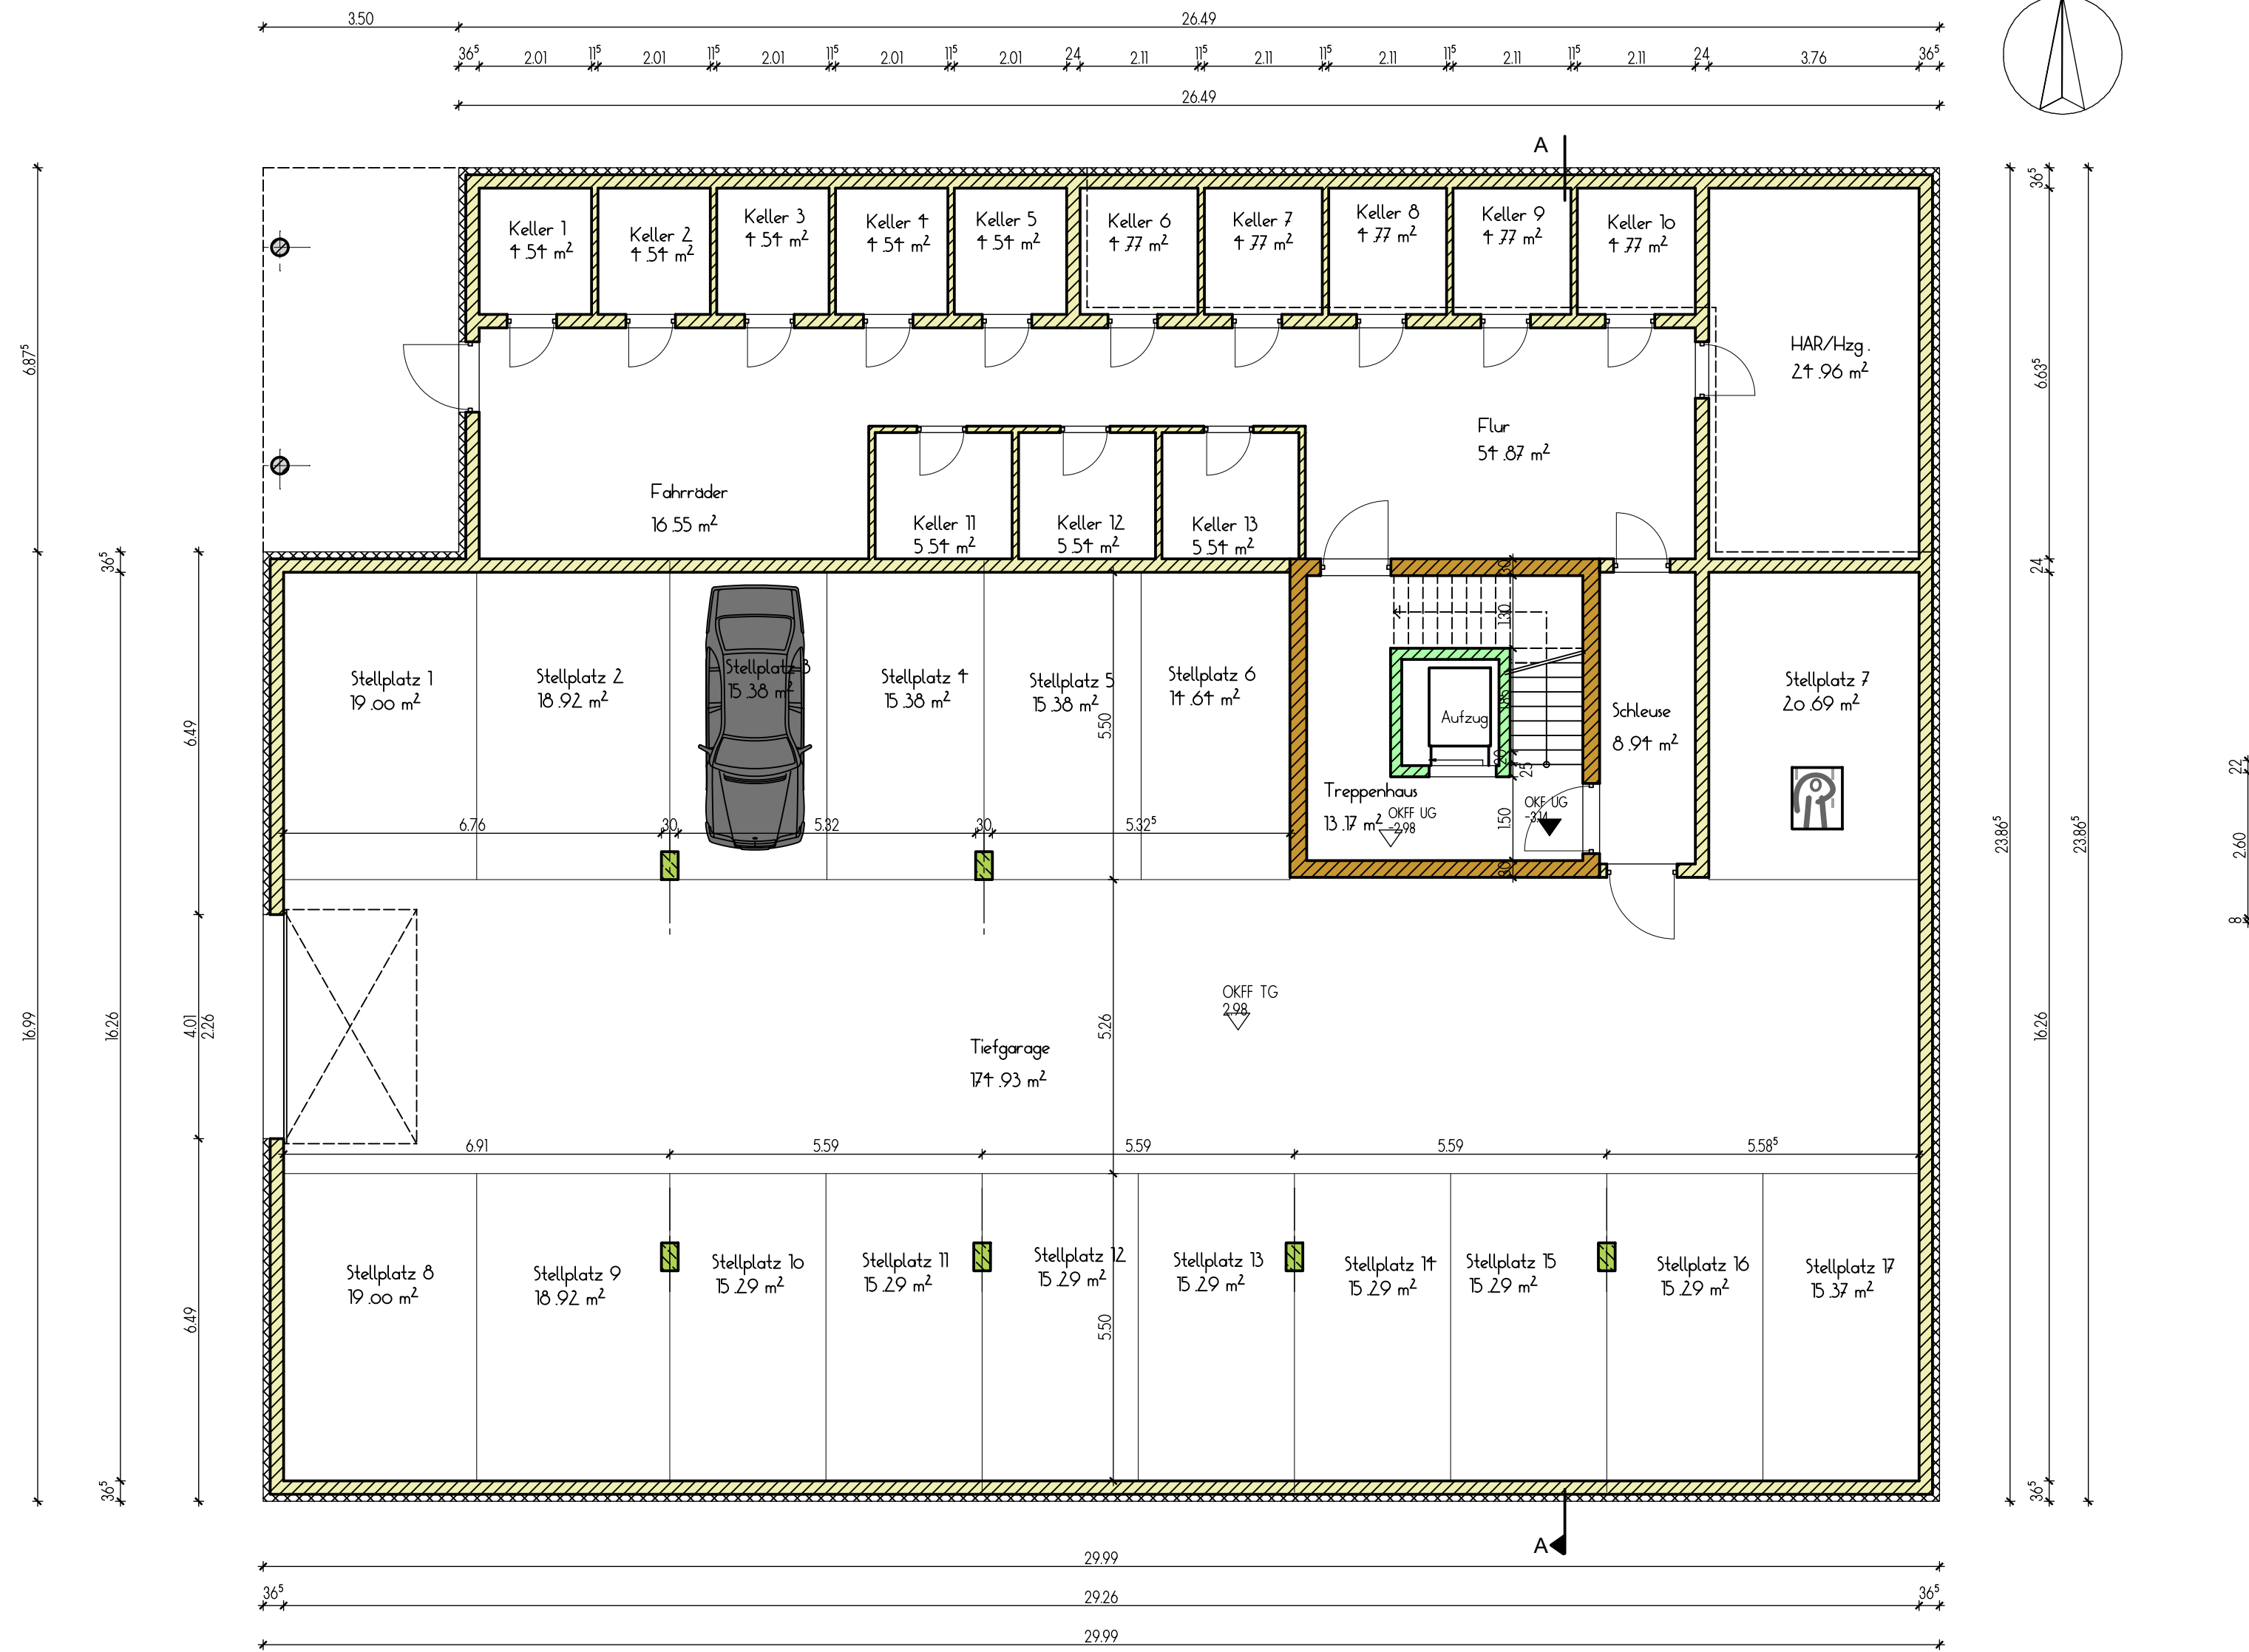 3.50
26.49
36⁵
2.01
11⁵
2.01
11⁵
2.01
11⁵
2.01
11⁵
2.01
24
2.11
11⁵
2.11
11⁵
2.11
11⁵
2.11
11⁵
2.11
24
3.76
36⁵
26.49
A
Keller 1
4.54 m²
Keller 2
4.54 m²
Keller 3
4.54 m²
Keller 4
4.54 m²
Keller 5
4.54 m²
Keller 6
4.77 m²
Keller 7
4.77 m²
Keller 8
4.77 m²
Keller 9
4.77 m²
Keller 10
4.77 m²
HAR/Hzg.
24.96 m²
Flur
54.87 m²
Fahrräder
16.55 m²
Keller 11
5.54 m²
Keller 12
5.54 m²
Keller 13
5.54 m²
6.87⁵
16.99
36⁵
16.26
36⁵
6.49
4.01
2.26
6.49
Stellplatz 1
19.00 m²
Stellplatz 2
18.92 m²
Stellplatz 3
15.38 m²
Stellplatz 4
15.38 m²
Stellplatz 5
15.38 m²
Stellplatz 6
14.64 m²
Aufzug
Schleuse
8.94 m²
Stellplatz 7
20.69 m²
Treppenhaus
13.17 m²
OKFF UG
-2.98
OKF UG
-3.14
30
1.30
20
25
1.50
30
6.76
30
5.32
30
5.32⁵
5.50
5.26
5.50
OKFF TG
2.98
Tiefgarage
174.93 m²
6.91
5.59
5.59
5.59
5.58⁵
Stellplatz 8
19.00 m²
Stellplatz 9
18.92 m²
Stellplatz 10
15.29 m²
Stellplatz 11
15.29 m²
Stellplatz 12
15.29 m²
Stellplatz 13
15.29 m²
Stellplatz 14
15.29 m²
Stellplatz 15
15.29 m²
Stellplatz 16
15.29 m²
Stellplatz 17
15.37 m²
23.86⁵
36⁵
6.63⁵
24
16.26
36⁵
23.86⁵
22
2.60
8
A
29.99
36⁵
29.26
36⁵
29.99